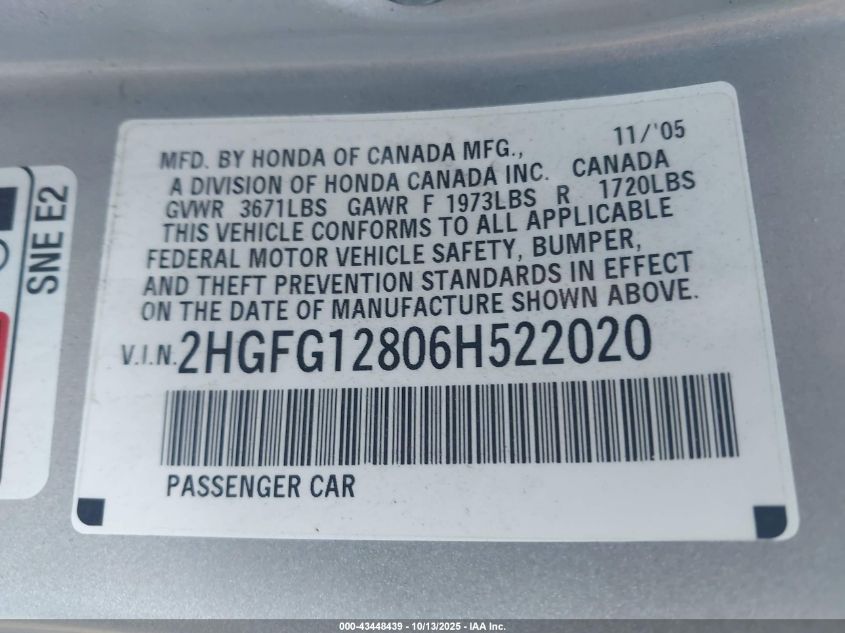 11/'05
MFD. BY HONDA OF CANADA MFG.,
A DIVISION OF HONDA CANADA INC. CANADA
GVWR 3671LBS GAWR F 1973LBS R 1720LBS
THIS VEHICLE CONFORMS TO ALL APPLICABLE
FEDERAL MOTOR VEHICLE SAFETY, BUMPER,
AND THEFT PREVENTION STANDARDS IN EFFECT
ON THE DATE OF MANUFACTURE SHOWN ABOVE.
V.I.N. 2HGFG12806H522020
PASSENGER CAR
SNE E2
000-43448439 - 10/13/2025 - IAA Inc.